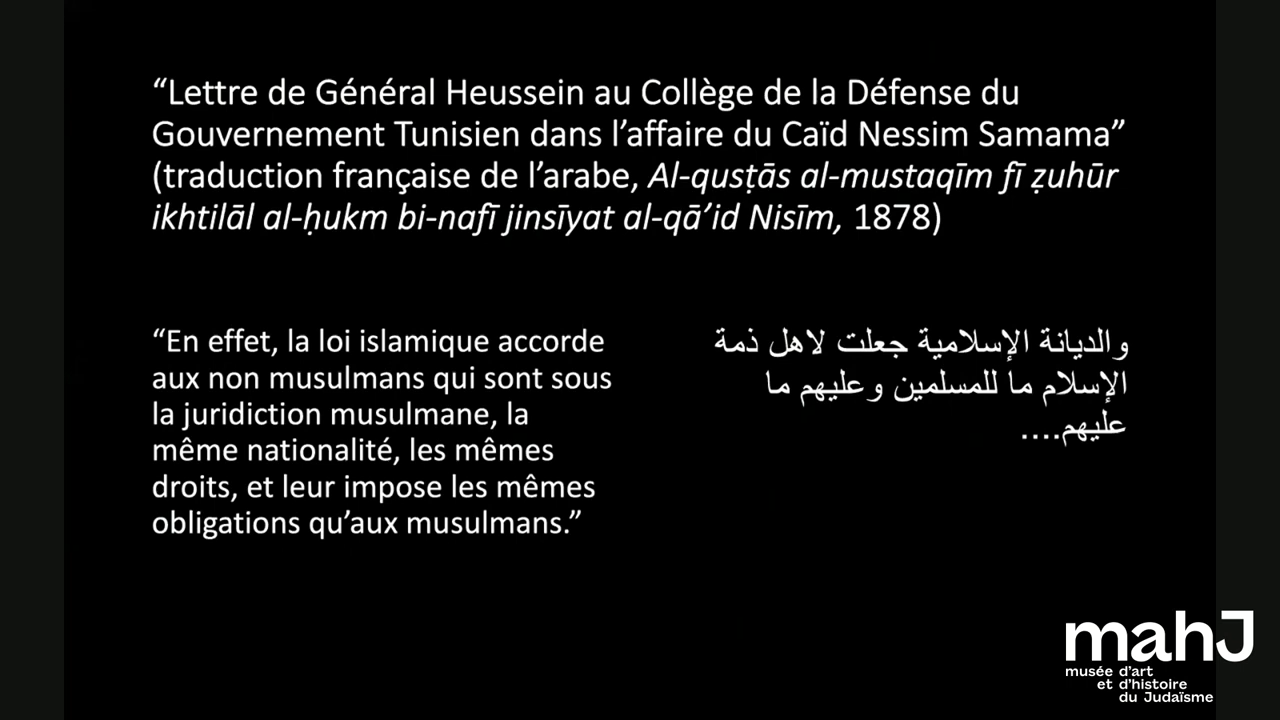 “Lettre de Général Heussein au Collège de la Défense du
Gouvernement Tunisien dans l’affaire du Caïd Nessim Samama”
(traduction française de l’arabe, Al-qusṭās al-mustaqīm fī ẓuhūr
ikhtilāl al-ḥukm bi-nafī jinsīyat al-qā’id Nisīm, 1878)
“En effet, la loi islamique accorde
aux non musulmans qui sont sous
la juridiction musulmane, la
même nationalité, les mêmes
droits, et leur impose les mêmes
obligations qu’aux musulmans.”
والديانة الإسلامية جعلت لاهل ذمة
الإسلام ما للمسلمين وعليهم ما
عليهم....
mahJ
musée d’art
et d’histoire
du Judaïsme